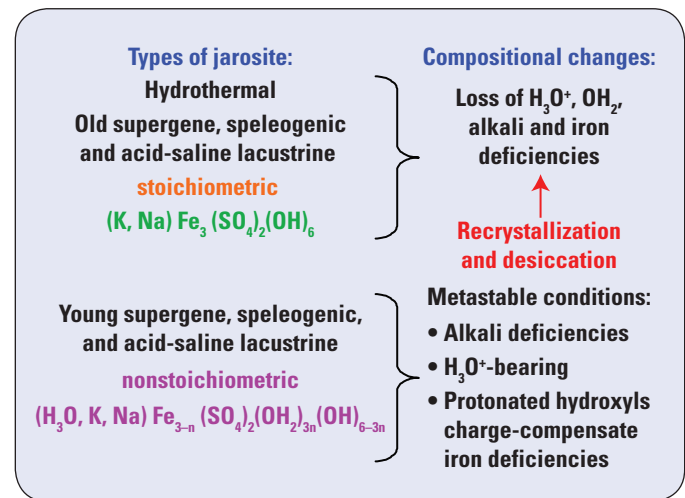 Types of jarosite:
Hydrothermal
Old supergene, speleogenic
and acid-saline lacustrine
stoichiometric
(K, Na) Fe₃ (SO₄)₂(OH)₆
Compositional changes:
Loss of H₃O⁺, OH₂,
alkali and iron
deficiencies
Recrystallization
and desiccation
Young supergene, speleogenic,
and acid-saline lacustrine
nonstoichiometric
(H₃O, K, Na) Fe₃₋ₙ (SO₄)₂(OH₂)₃ₙ(OH)₆₋₃ₙ
Metastable conditions:
• Alkali deficiencies
• H₃O⁺-bearing
• Protonated hydroxyls
charge-compensate
iron deficiencies